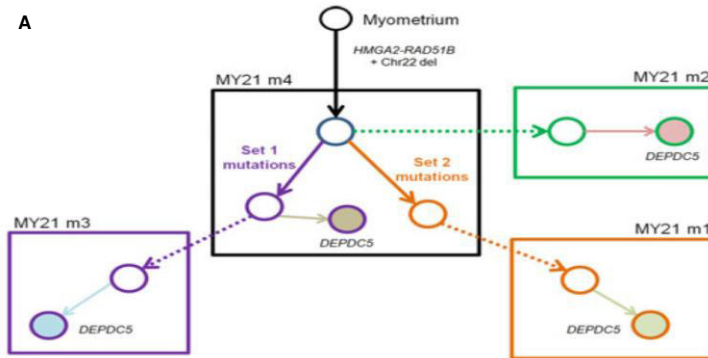 A
Myometrium
HMGA2-RAD51B
+ Chr22 del
MY21 m4
MY21 m2
Set 1
mutations
Set 2
mutations
DEPDC5
DEPDC5
MY21 m3
MY21 m1
DEPDC5
DEPDC5